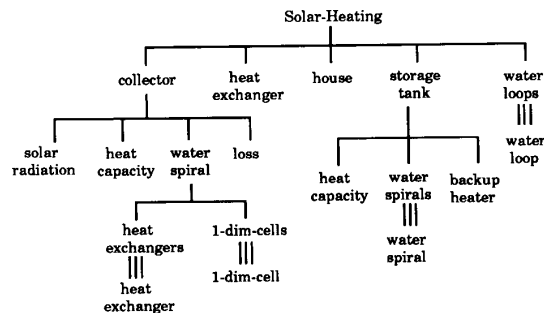 Solar-Heating
collector
heat
exchanger
house
storage
tank
water
loops
water
loop
solar
radiation
heat
capacity
water
spiral
loss
heat
capacity
water
spirals
backup
heater
water
spiral
heat
exchangers
1-dim-cells
heat
exchanger
1-dim-cell